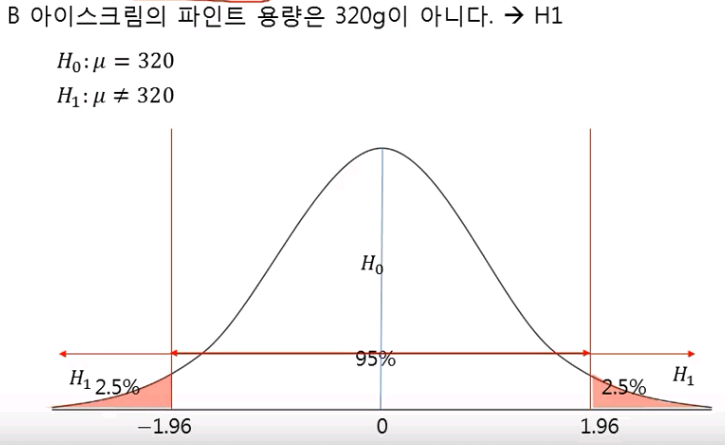 B 아이스크림의 파인트 용량은 320g이 아니다. → H1
H₀: μ = 320
H₁: μ ≠ 320
H₀
95%
H₁ 2.5%
2.5% H₁
−1.96 0 1.96